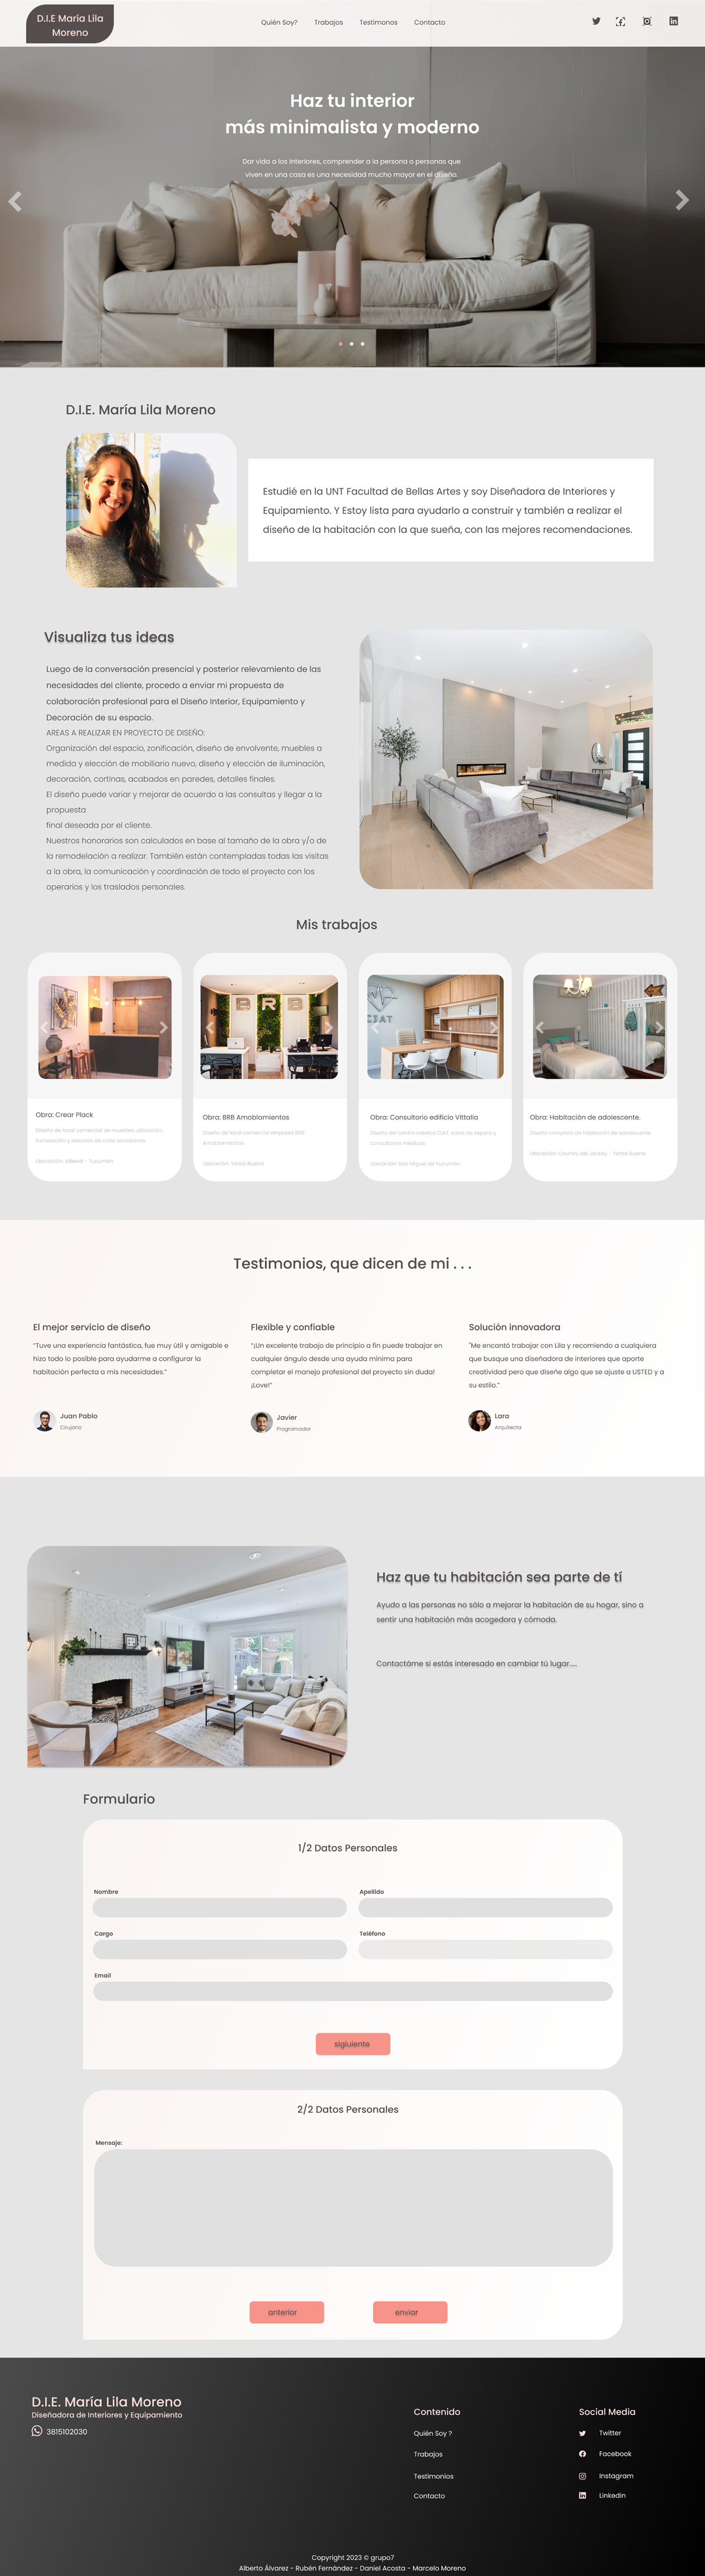 D.I.E María Lila
Moreno
Quién Soy?
Trabajos
Testimonos
Contacto
Haz tu interior
más minimalista y moderno
Dar vida a los interiores, comprender a la persona o personas que
viven en una casa es una necesidad mucho mayor en el diseño.
D.I.E. María Lila Moreno
Estudié en la UNT Facultad de Bellas Artes y soy Diseñadora de Interiores y
Equipamiento. Y Estoy lista para ayudarlo a construir y también a realizar el
diseño de la habitación con la que sueña, con las mejores recomendaciones.
Visualiza tus ideas
Luego de la conversación presencial y posterior relevamiento de las
necesidades del cliente, procedo a enviar mi propuesta de
colaboración profesional para el Diseño Interior, Equipamiento y
Decoración de su espacio.
AREAS A REALIZAR EN PROYECTO DE DISEÑO:
Organización del espacio, zonificación, diseño de envolvente, muebles a
medida y elección de mobiliario nuevo, diseño y elección de iluminación,
decoración, cortinas, acabados en paredes, detalles finales.
El diseño puede variar y mejorar de acuerdo a las consultas y llegar a la
propuesta
final deseada por el cliente.
Nuestros honorarios son calculados en base al tamaño de la obra y/o de
la remodelación a realizar. También están contempladas todas las visitas
a la obra, la comunicación y coordinación de todo el proyecto con los
operarios y los traslados personales.
Mis trabajos
BRB
CIAT
Obra: Crear Plack
Diseño de local comercial de muebles, ubicación,
iluminación y elección de color envolvente.
Ubicación: Alberdi - Tucumán
Obra: BRB Amoblamientos
Diseño de local comercial empresa BRB
Amoblamientos
Ubicación: Yerba Buena
Obra: Consultorio edificio Vittalia
Diseño del centro médico CIAT, salas de espera y
consultorios médicos.
Ubicación: San Miguel de Tucumán
Obra: Habitación de adolescente.
Diseño completo de habitación de adolescente.
Ubicación: Country del Jockey - Yerba Buena
Testimonios, que dicen de mi . . .
El mejor servicio de diseño
“Tuve una experiencia fantástica, fue muy útil y amigable e
hizo todo lo posible para ayudarme a configurar la
habitación perfecta a mis necesidades.”
Juan Pablo
Cirujano
Flexible y confiable
“¡Un excelente trabajo de principio a fin puede trabajar en
cualquier ángulo desde una ayuda mínima para
completar el manejo profesional del proyecto sin duda!
¡Love!”
Javier
Programador
Solución innovadora
"Me encantó trabajar con Lila y recomiendo a cualquiera
que busque una diseñadora de interiores que aporte
creatividad pero que diseñe algo que se ajuste a USTED y a
su estilo.”
Lara
Arquitecta
Haz que tu habitación sea parte de tí
Ayudo a las personas no sólo a mejorar la habitación de su hogar, sino a
sentir una habitación más acogedora y cómoda.
Contactáme si estás interesado en cambiar tú lugar.....
Formulario
1/2 Datos Personales
Nombre
Apellido
Cargo
Teléfono
Email
sigiuiente
2/2 Datos Personales
Mensaje:
anterior
enviar
D.I.E. María Lila Moreno
Diseñadora de Interiores y Equipamiento
3815102030
Contenido
Quién Soy ?
Trabajos
Testimonios
Contacto
Social Media
Twitter
Facebook
Instagram
Linkedin
Copyright 2023 © grupo7
Alberto Álvarez - Rubén Fernández - Daniel Acosta - Marcelo Moreno